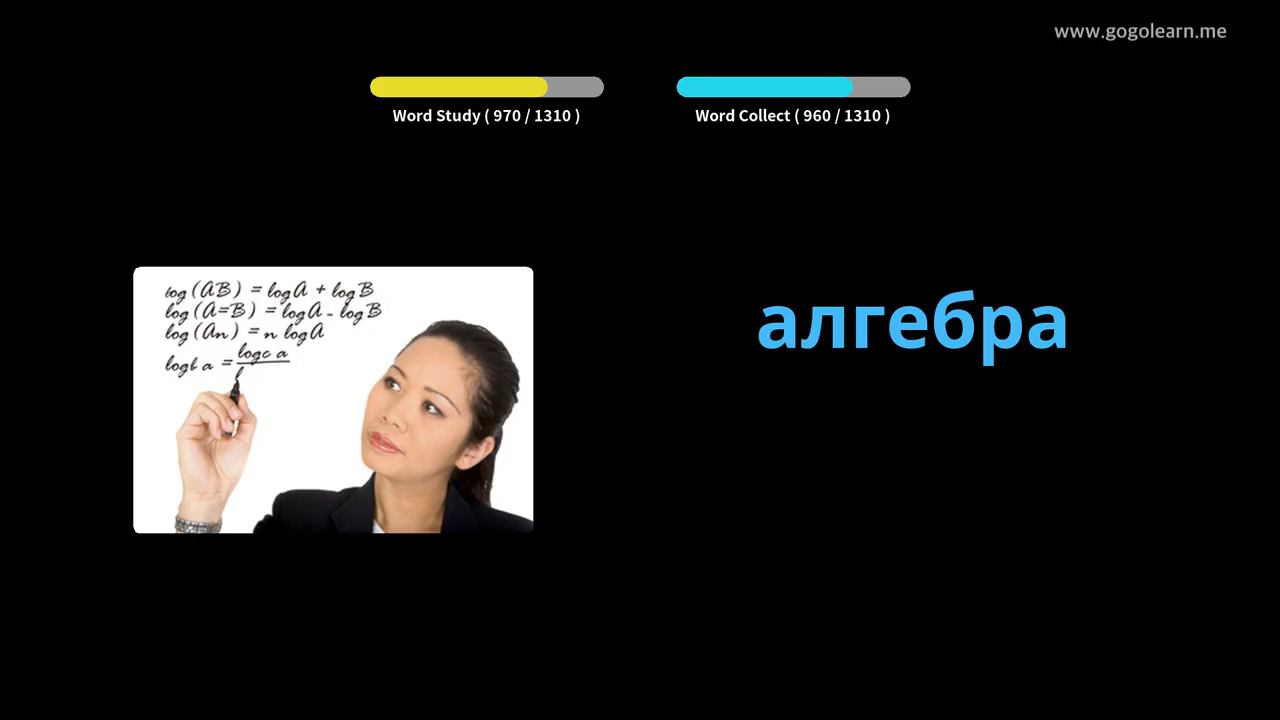 www.gogolearn.me
Word Study ( 970 / 1310 )
Word Collect ( 960 / 1310 )
log (AB) = log A + log B
log (A=B) = log A - log B
log (An) = n log A
logb a = logc a
l
алгебра